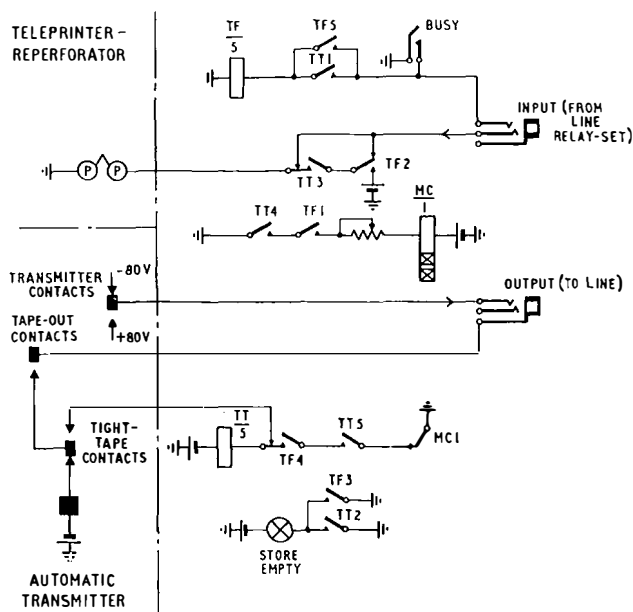 TELEPRINTER-
REPERFORATOR
TF
5
TF5
TT1
BUSY
INPUT (FROM
LINE
RELAY-SET)
P P
TT3
TF2
TT4
TF1
MC
1
TRANSMITTER
CONTACTS
-80V
+80V
OUTPUT (TO LINE)
TAPE-OUT
CONTACTS
TIGHT-
TAPE
CONTACTS
TT
5
TF4
TT5
MC1
TF3
TT2
STORE
EMPTY
AUTOMATIC
TRANSMITTER